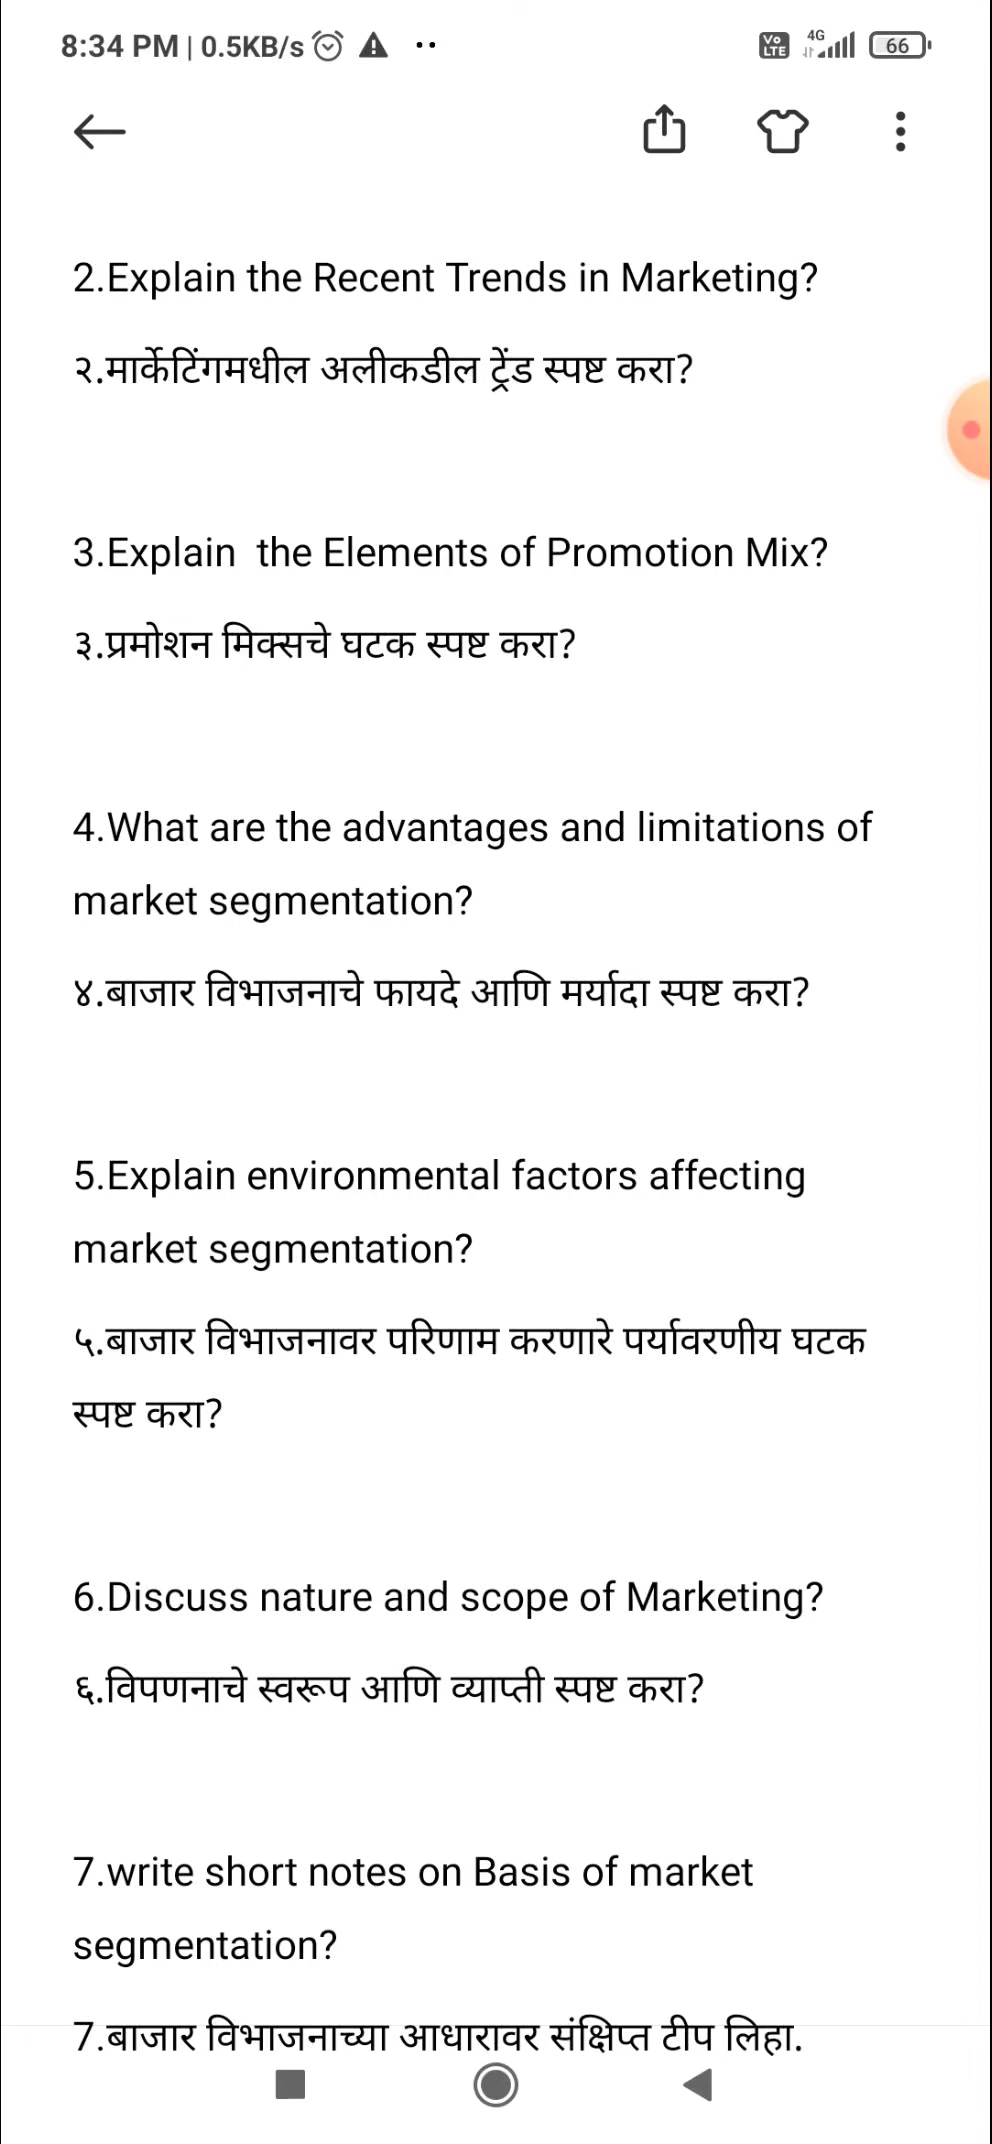 8:34 PM | 0.5KB/s
Vo
LTE
4G
66
2.Explain the Recent Trends in Marketing?
२.मार्केटिंगमधील अलीकडील ट्रेंड स्पष्ट करा?
3.Explain  the Elements of Promotion Mix?
३.प्रमोशन मिक्सचे घटक स्पष्ट करा?
4.What are the advantages and limitations of
market segmentation?
४.बाजार विभाजनाचे फायदे आणि मर्यादा स्पष्ट करा?
5.Explain environmental factors affecting
market segmentation?
५.बाजार विभाजनावर परिणाम करणारे पर्यावरणीय घटक
स्पष्ट करा?
6.Discuss nature and scope of Marketing?
६.विपणनाचे स्वरूप आणि व्याप्ती स्पष्ट करा?
7.write short notes on Basis of market
segmentation?
7.बाजार विभाजनाच्या आधारावर संक्षिप्त टीप लिहा.